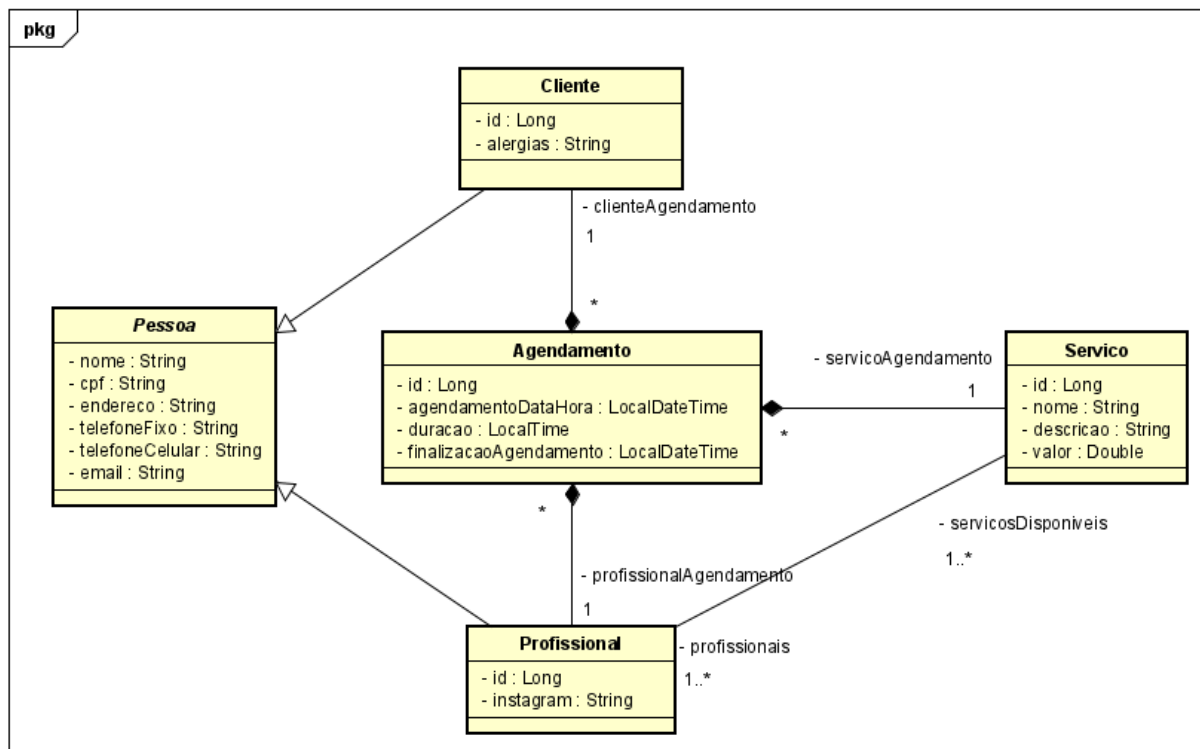 pkg
Cliente
- id : Long
- alergias : String
- clienteAgendamento
1
*
Pessoa
- nome : String
- cpf : String
- endereco : String
- telefoneFixo : String
- telefoneCelular : String
- email : String
Agendamento
- id : Long
- agendamentoDataHora : LocalDateTime
- duracao : LocalTime
- finalizacaoAgendamento : LocalDateTime
- servicoAgendamento
1
*
Servico
- id : Long
- nome : String
- descricao : String
- valor : Double
*
- profissionalAgendamento
1
- servicosDisponiveis
1..*
- profissionais
1..*
Profissional
- id : Long
- instagram : String